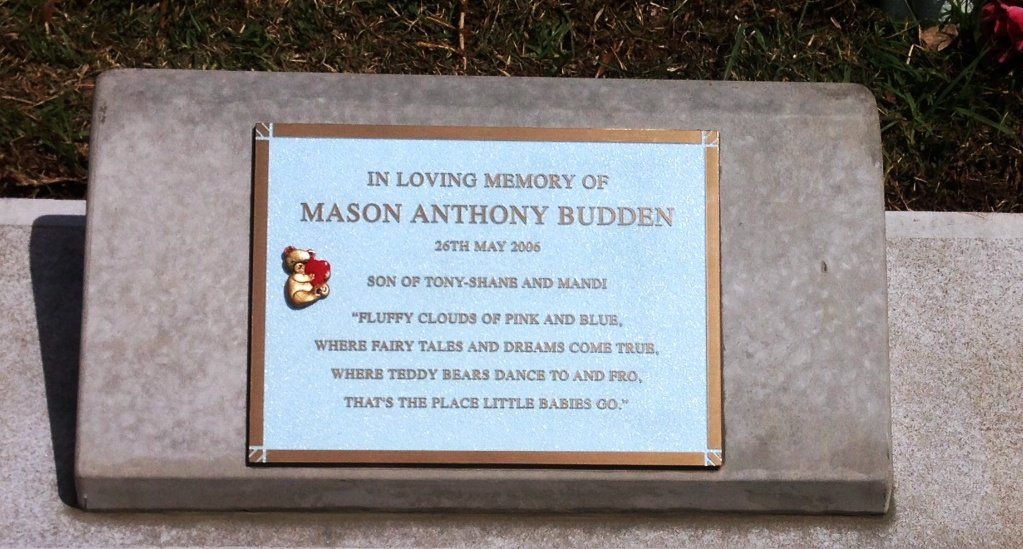 IN LOVING MEMORY OF
MASON ANTHONY BUDDEN
26TH MAY 2006
SON OF TONY-SHANE AND MANDI
"FLUFFY CLOUDS OF PINK AND BLUE,
WHERE FAIRY TALES AND DREAMS COME TRUE,
WHERE TEDDY BEARS DANCE TO AND FRO,
THAT'S THE PLACE LITTLE BABIES GO."